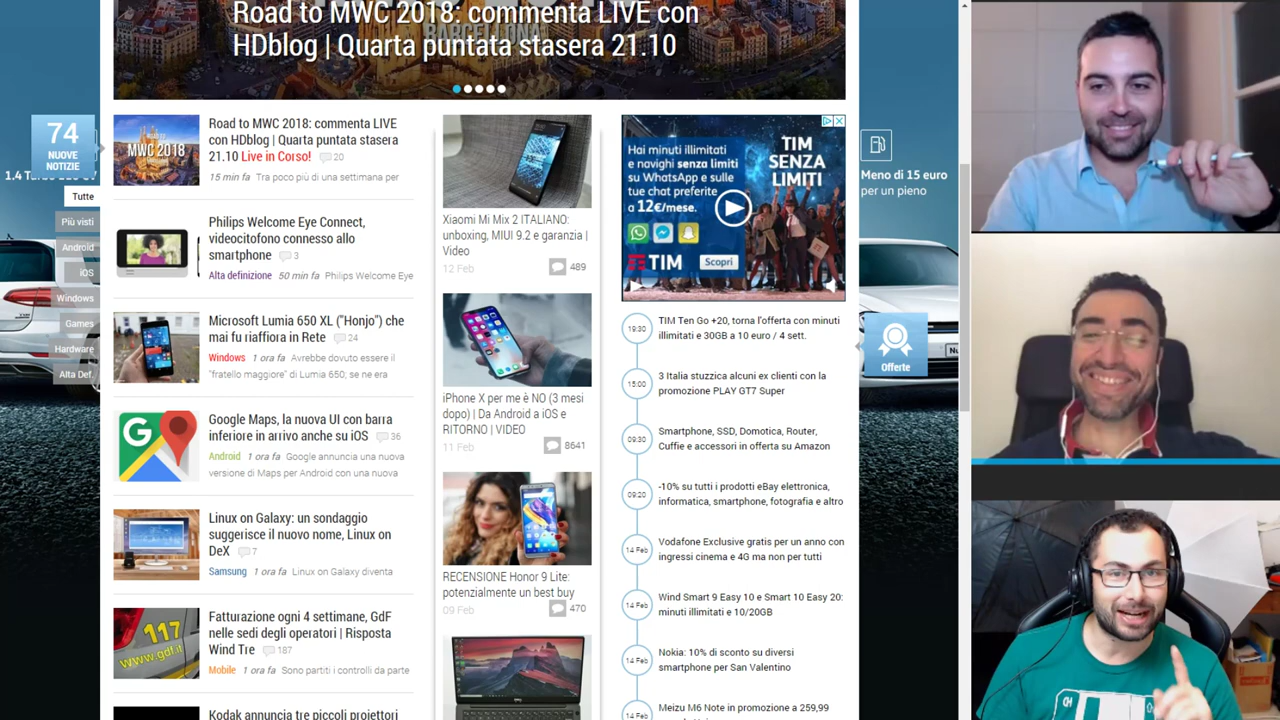 Road to MWC 2018: commenta LIVE con
HDblog | Quarta puntata stasera 21.10
74
NUOVE
NOTIZIE
Tutte
Più visti
Android
iOS
Windows
Games
Hardware
Alta Def.
MWC 2018
Road to MWC 2018: commenta LIVE
con HDblog | Quarta puntata stasera
21.10 Live in Corso! 20
15 min fa Tra poco più di una settimana per
Philips Welcome Eye Connect,
videocitofono connesso allo
smartphone 3
Alta definizione 50 min fa Philips Welcome Eye
Microsoft Lumia 650 XL ("Honjo") che
mai fu riaffiora in Rete 24
Windows 1 ora fa Avrebbe dovuto essere il
"fratello maggiore" di Lumia 650, se ne era
Google Maps, la nuova UI con barra
inferiore in arrivo anche su iOS 36
Android 1 ora fa Google annuncia una nuova
versione di Maps per Android con una nuova
Linux on Galaxy: un sondaggio
suggerisce il nuovo nome, Linux on
DeX 7
Samsung 1 ora fa Linux on Galaxy diventa
117
www.gdf.it
Fatturazione ogni 4 settimane, GdF
nelle sedi degli operatori | Risposta
Wind Tre 187
Mobile 1 ora fa Sono partiti i controlli da parte
Kodak annuncia tre piccoli proiettori
Xiaomi Mi Mix 2 ITALIANO:
unboxing, MIUI 9.2 e garanzia |
Video
12 Feb 489
iPhone X per me è NO (3 mesi
dopo) | Da Android a iOS e
RITORNO | VIDEO
11 Feb 8641
RECENSIONE Honor 9 Lite:
potenzialmente un best buy
09 Feb 470
Hai minuti illimitati
e navighi senza limiti
su WhatsApp e sulle
tue chat preferite
a 12€/mese.
TIM
SENZA
LIMITI
TIM
Scopri
19:30
TIM Ten Go +20, torna l'offerta con minuti
illimitati e 30GB a 10 euro / 4 sett.
15:00
3 Italia stuzzica alcuni ex clienti con la
promozione PLAY GT7 Super
09:30
Smartphone, SSD, Domotica, Router,
Cuffie e accessori in offerta su Amazon
09:20
-10% su tutti i prodotti eBay elettronica,
informatica, smartphone, fotografia e altro
14 Feb
Vodafone Exclusive gratis per un anno con
ingressi cinema e 4G ma non per tutti
14 Feb
Wind Smart 9 Easy 10 e Smart 10 Easy 20:
minuti illimitati e 10/20GB
14 Feb
Nokia: 10% di sconto su diversi
smartphone per San Valentino
14 Feb
Meizu M6 Note in promozione a 259,99
Meno di 15 euro
per un pieno
Offerte